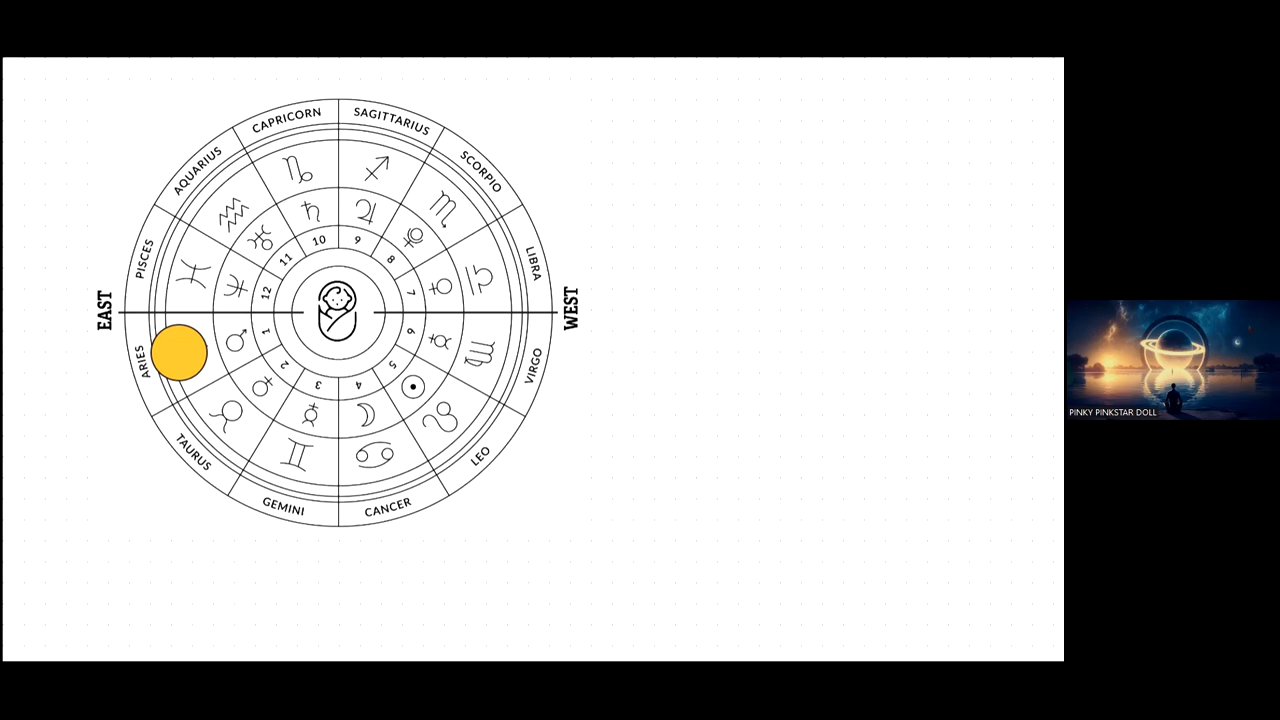 CAPRICORN
SAGITTARIUS
AQUARIUS
SCORPIO
PISCES
LIBRA
EAST
WEST
ARIES
VIRGO
TAURUS
LEO
GEMINI
CANCER
10
9
11
8
12
7
1
6
2
5
3
4
PINKY PINKSTAR DOLL